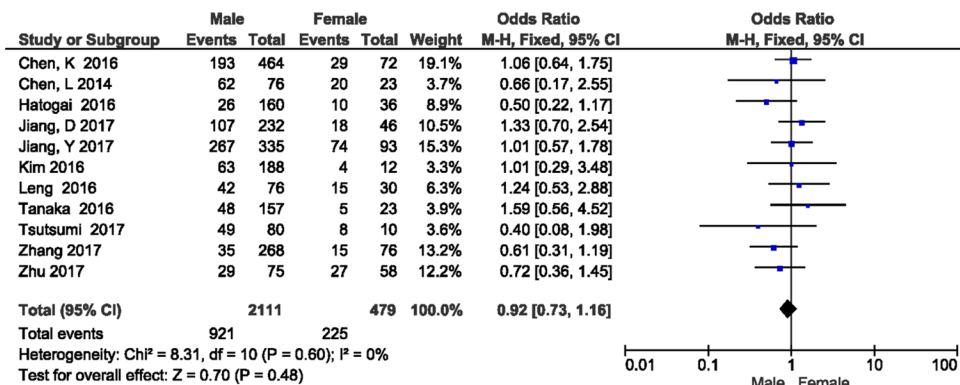 Male Female Odds Ratio Odds Ratio
Study or Subgroup Events Total Events Total Weight M-H, Fixed, 95% CI M-H, Fixed, 95% CI
Chen, K 2016 193 464 29 72 19.1% 1.06 [0.64, 1.75]
Chen, L 2014 62 76 20 23 3.7% 0.66 [0.17, 2.55]
Hatogai 2016 26 160 10 36 8.9% 0.50 [0.22, 1.17]
Jiang, D 2017 107 232 18 46 10.5% 1.33 [0.70, 2.54]
Jiang, Y 2017 267 335 74 93 15.3% 1.01 [0.57, 1.78]
Kim 2016 63 188 4 12 3.3% 1.01 [0.29, 3.48]
Leng 2016 42 76 15 30 6.3% 1.24 [0.53, 2.88]
Tanaka 2016 48 157 5 23 3.9% 1.59 [0.56, 4.52]
Tsutsumi 2017 49 80 8 10 3.9% 0.40 [0.08, 1.98]
Zhang 2017 35 268 15 76 13.2% 0.61 [0.31, 1.19]
Zhu 2017 29 75 27 58 12.2% 0.72 [0.36, 1.45]
Total (95% CI) 2111 479 100.0% 0.92 [0.73, 1.16]
Total events 921 225
Heterogeneity: Chi² = 8.31, df = 10 (P = 0.60); I² = 0%
Test for overall effect: Z = 0.70 (P = 0.48)
0.01 0.1 1 10 100
Male Female